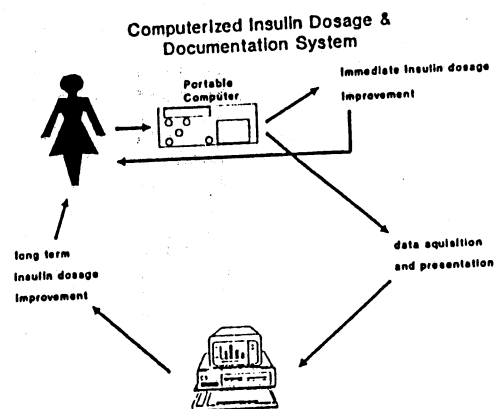 Computerized Insulin Dosage &
Documentation System
Portable
Computer
Immediate insulin dosage
improvement
data aquisition
and presentation
long term
insulin dosage
improvement